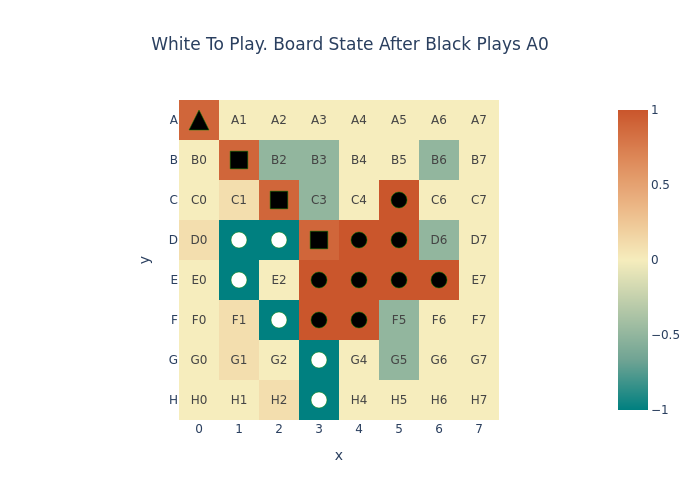 White To Play. Board State After Black Plays A0
A A1 A2 A3 A4 A5 A6 A7
B B0 B2 B3 B4 B5 B6 B7
C C0 C1 C3 C4 C6 C7
D D0 D6 D7
E E0 E2 E7
F F0 F1 F5 F6 F7
G G0 G1 G2 G4 G5 G6 G7
H H0 H1 H2 H4 H5 H6 H7
0 1 2 3 4 5 6 7
x
y
1
0.5
0
−0.5
−1